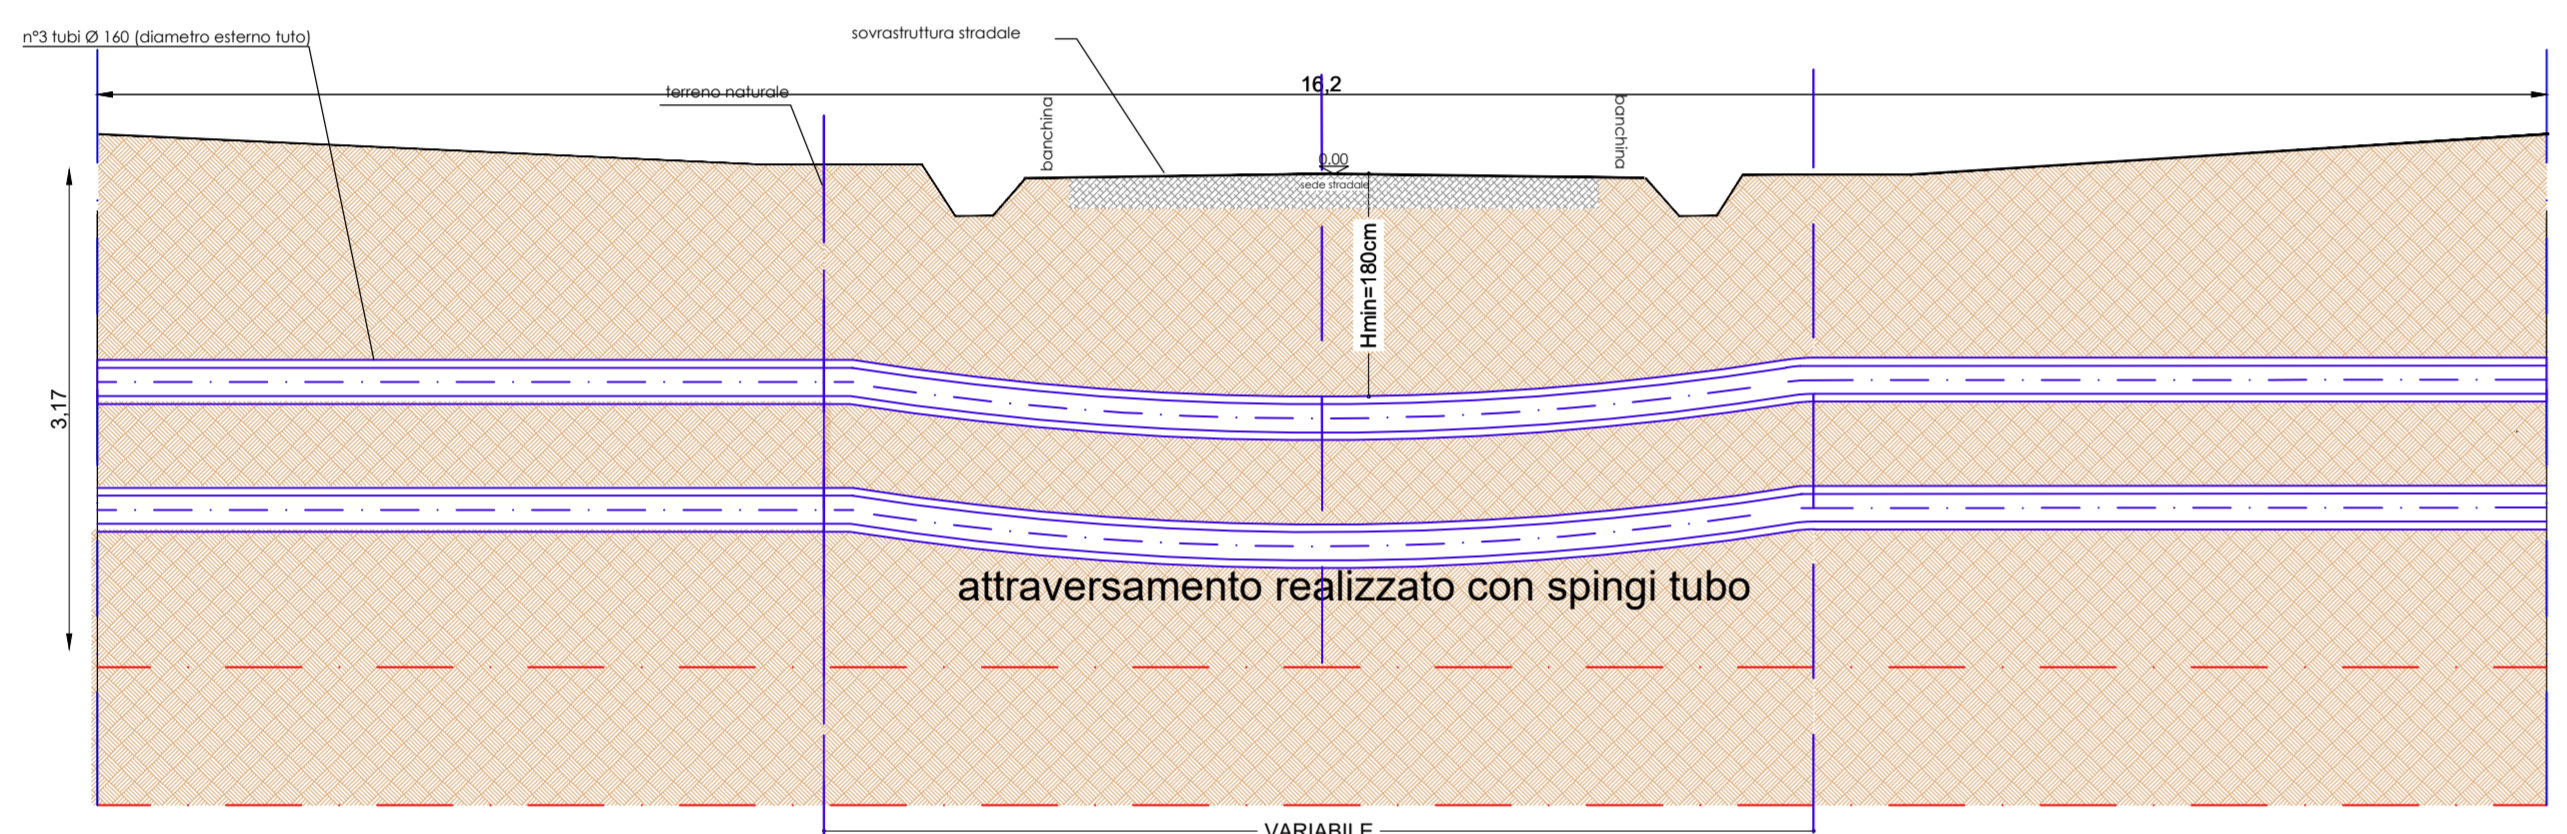 n°3 tubi Ø 160 (diametro esterno tuto)
sovrastruttura stradale
terreno naturale
16,2
banchina
banchina
0.00
sede stradale
Hmin=180cm
3,17
attraversamento realizzato con spingi tubo
VARIABILE